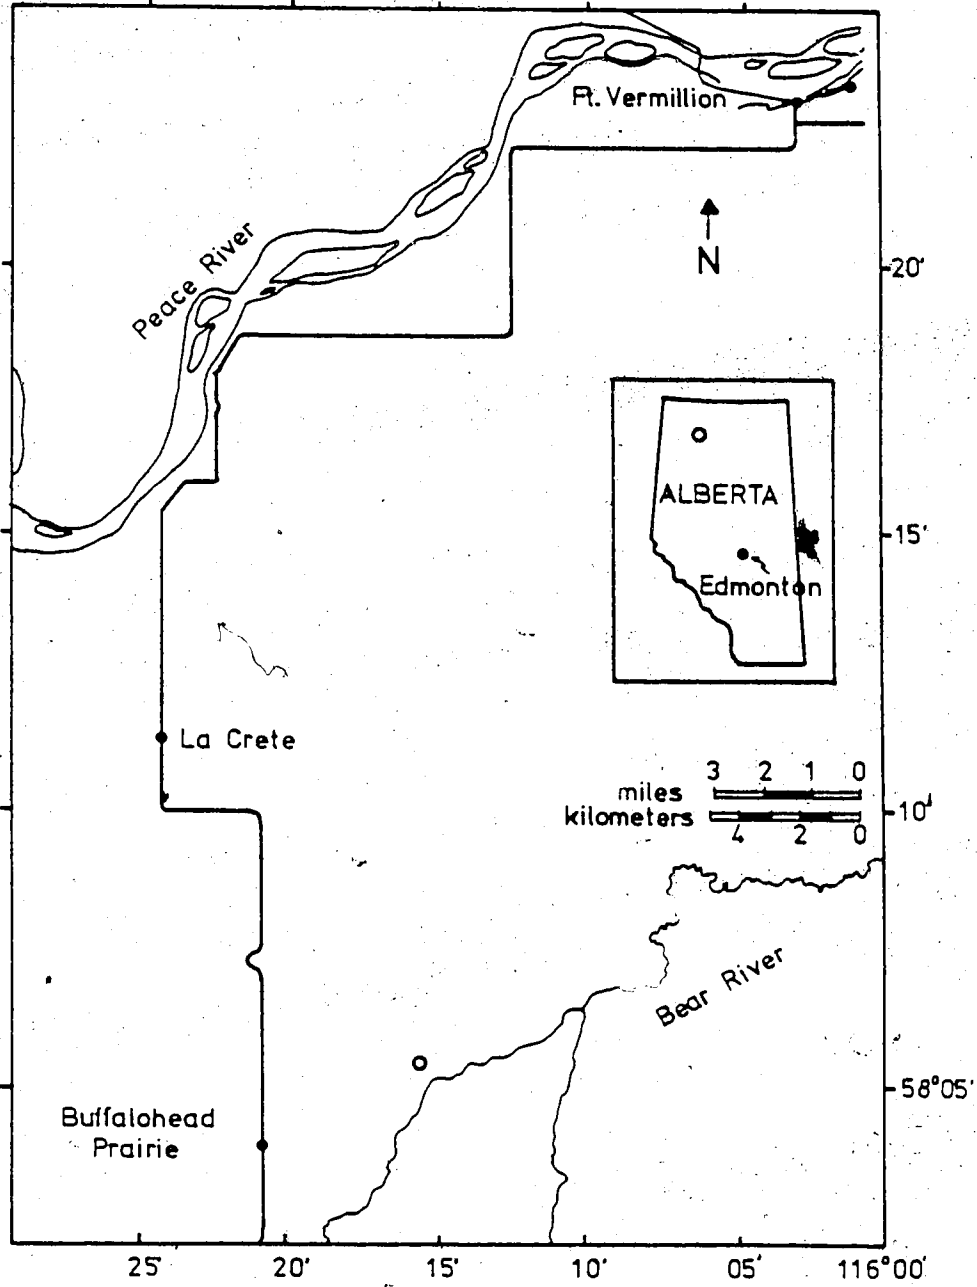 Ft. Vermillion
Peace River
N
20'
ALBERTA
15'
Edmonton
La Crete
3 2 1 0
miles
10'
kilometers
4 2 0
Bear River
58°05'
Buffalohead
Prairie
25' 20' 15' 10' 05' 116°00'